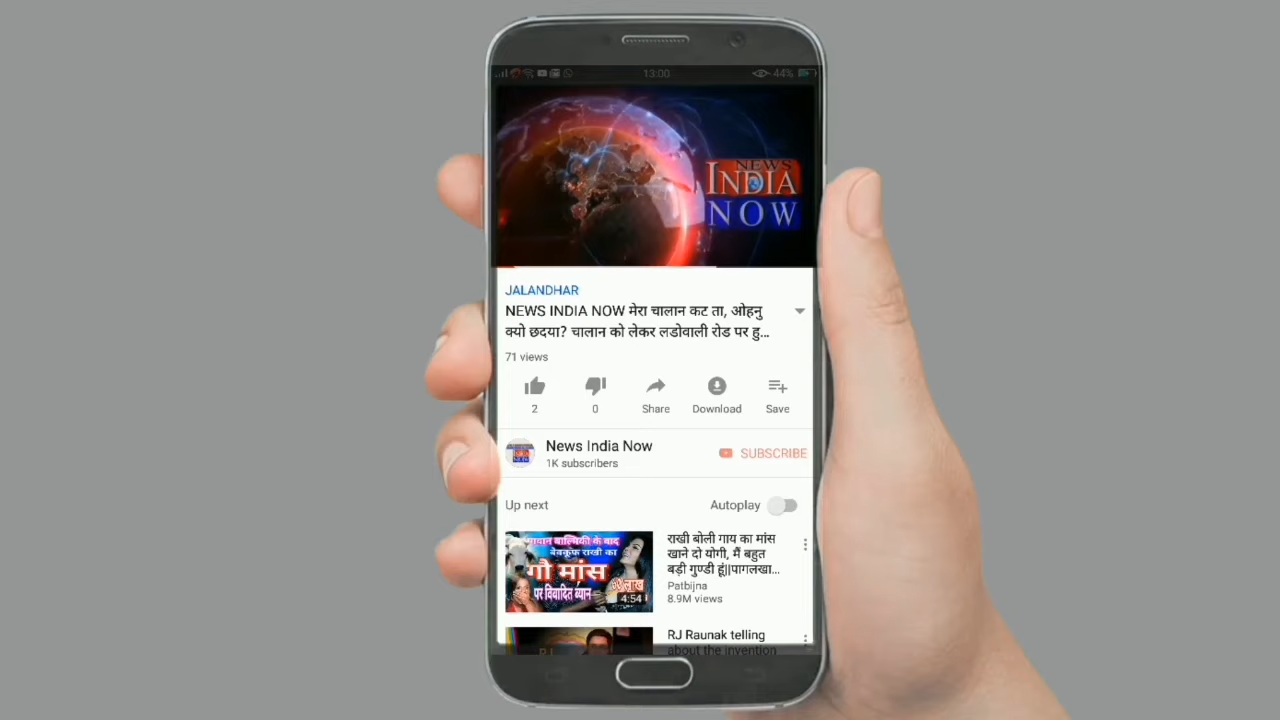 13:00
44%
NEWS
INDIA
NOW
JALANDHAR
NEWS INDIA NOW मेरा चालान कट ता, ओहनु
क्यो छदया? चालान को लेकर लडोवाली रोड पर हु...
71 views
2
0
Share
Download
Save
News India Now
1K subscribers
SUBSCRIBE
Up next
Autoplay
बाल्मिकी के बाद
बेवकूफ राखी का
गौ मांस
पर विवादित ब्यान
लाख
4:54
राखी बोली गाय का मांस
खाने दो योगी, मैं बहुत
बड़ी गुण्डी हूं||पागलखा...
Patbijna
8.9M views
RJ Raunak telling
about the invention